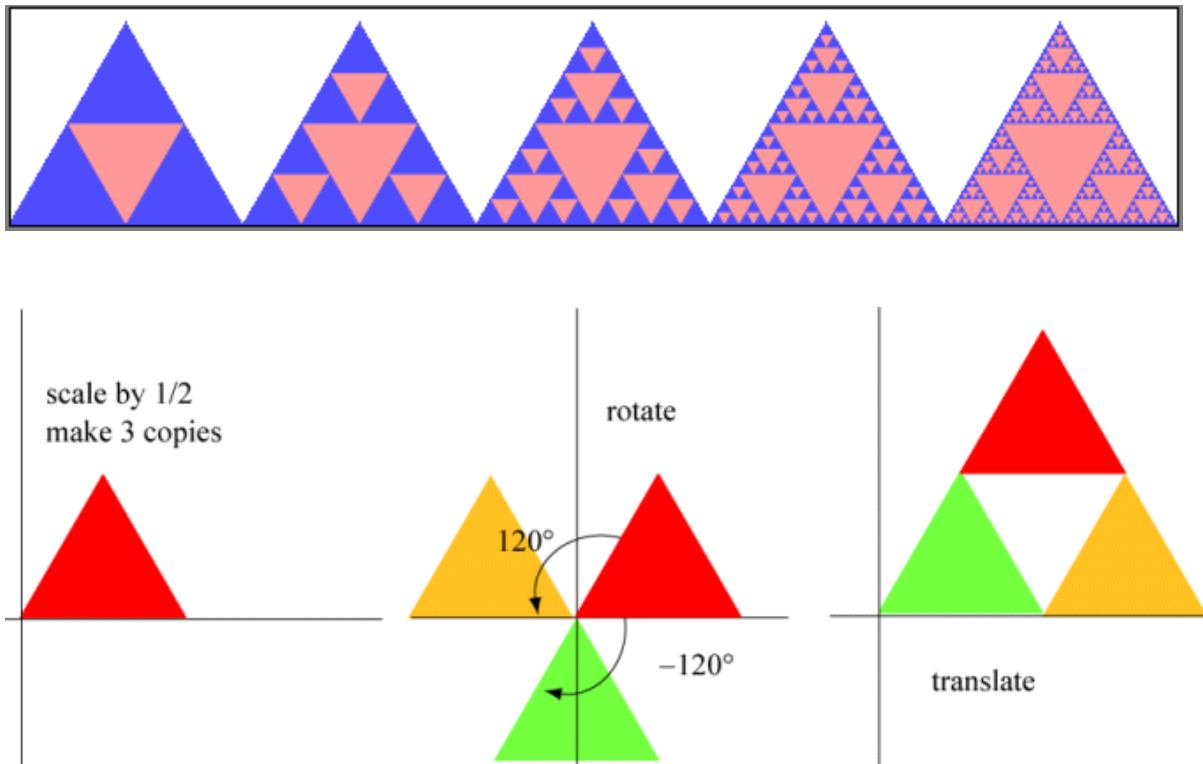 scale by 1/2
make 3 copies
rotate
120°
−120°
translate